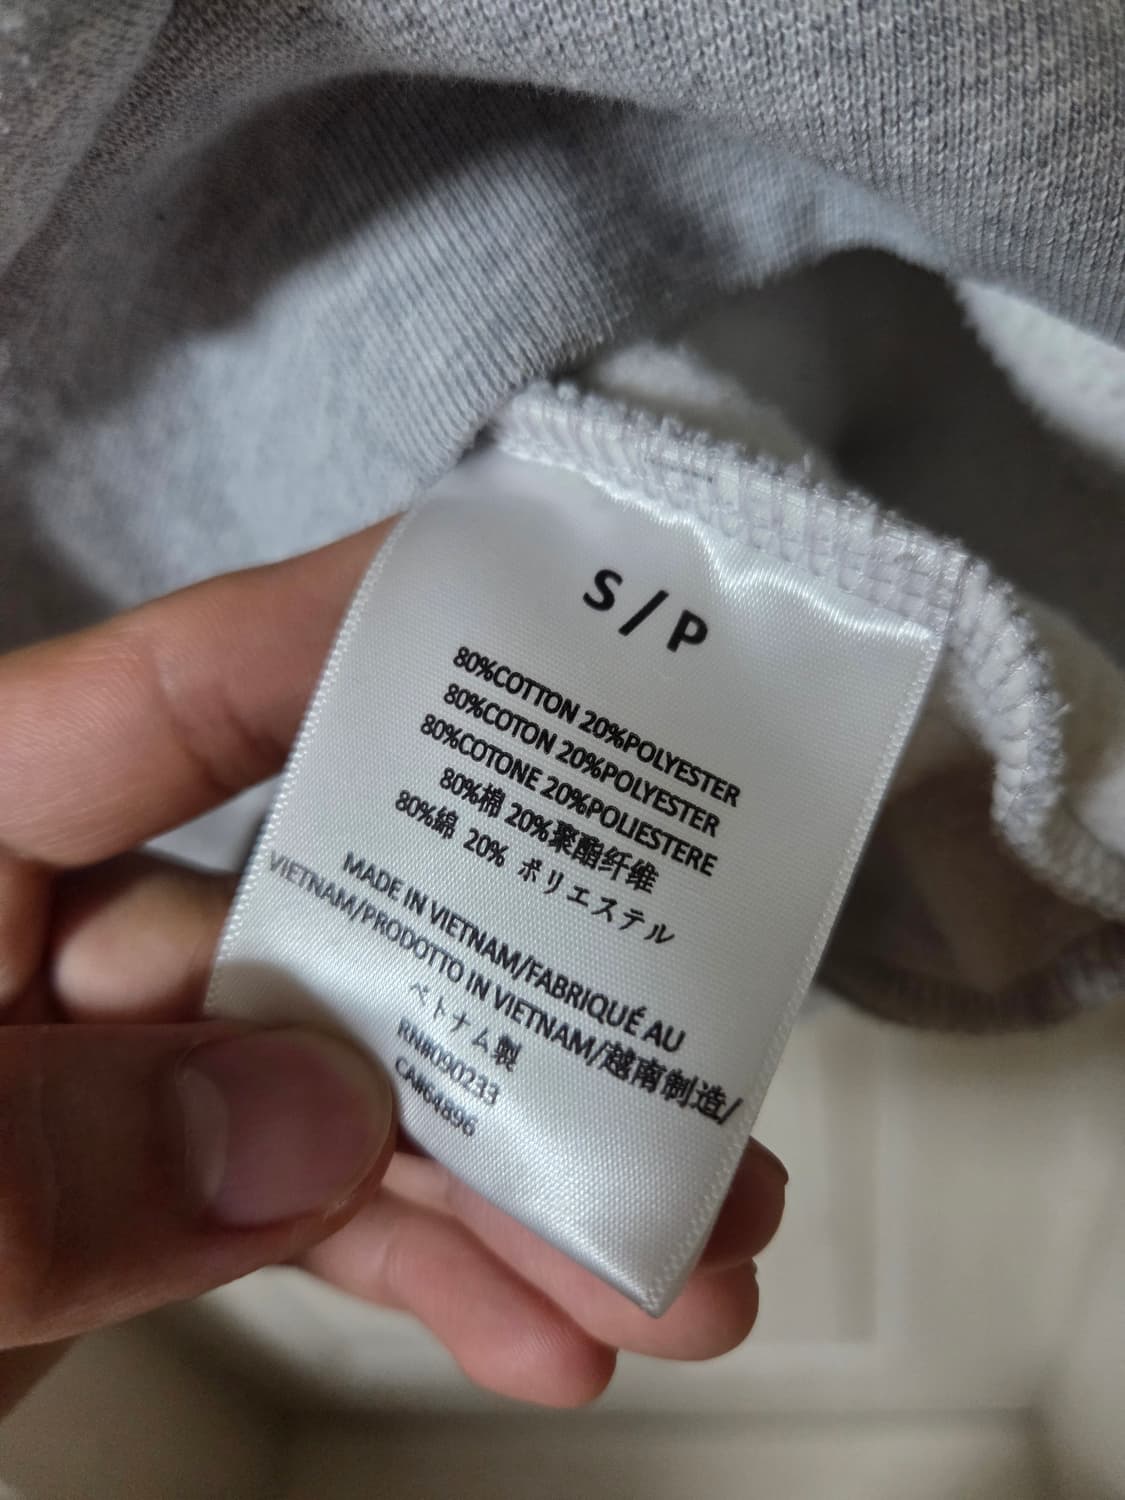 S/P
80%COTTON 20%POLYESTER
80%COTON 20%POLYESTER
80%COTONE 20%POLIESTERE
80%棉 20%聚酯纤维
80%綿 20% ポリエステル
MADE IN VIETNAM/FABRIQUÉ AU
VIETNAM/PRODOTTO IN VIETNAM/越南制造/
ベトナム製
RN#090233
CA#64896